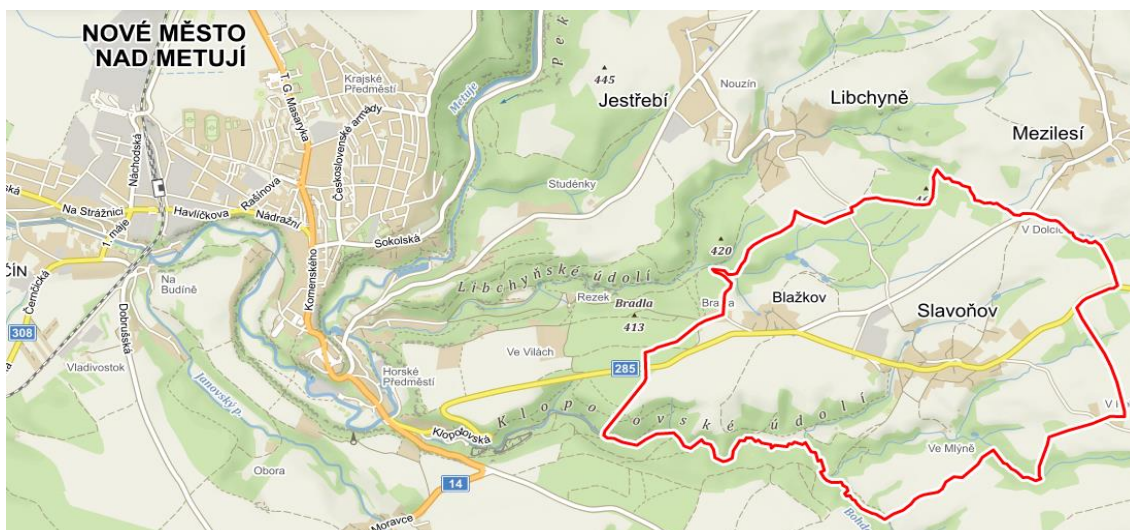 NOVÉ MĚSTO
NAD METUJÍ
Krajské
Předměstí
T. G. Masaryka
Československé armády
Metuje
445
Jestřebí
Nouzín
Libchyně
Mezilesí
Náchodská
Rašínova
Na Strážnici
Havlíčkova
Nádražní
1. máje
Studénky
Sokolská
V Dolcích
420
Komenského
ČÍN
Černčická
Na
Budíně
Libchyňské údolí
Rezek
Bradla
413
Blažkov
Slavoňov
308
Dobrušská
Ve Vilách
285
Vladivostok
Horské
Předměstí
Janovský p.
Klopotovská
Klopotovské údolí
Ve Mlýně
Obora
14
Moravce